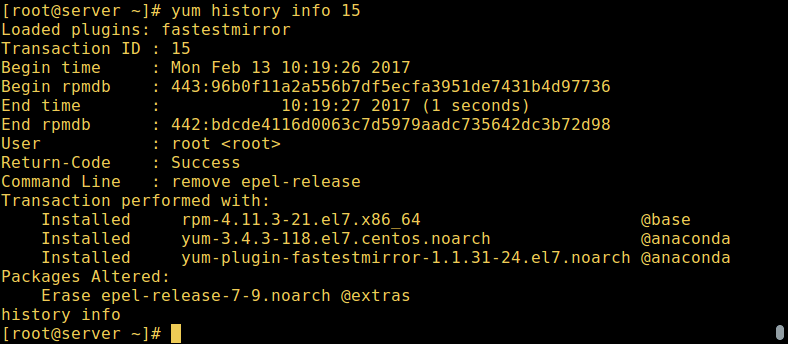 [root@server ~]# yum history info 15
Loaded plugins: fastestmirror
Transaction ID : 15
Begin time     : Mon Feb 13 10:19:26 2017
Begin rpmdb    : 443:96b0f11a2a556b7df5ecfa3951de7431b4d97736
End time       :            10:19:27 2017 (1 seconds)
End rpmdb      : 442:bdcde4116d0063c7d5979aadc735642dc3b72d98
User           : root <root>
Return-Code    : Success
Command Line   : remove epel-release
Transaction performed with:
    Installed     rpm-4.11.3-21.el7.x86_64                      @base
    Installed     yum-3.4.3-118.el7.centos.noarch               @anaconda
    Installed     yum-plugin-fastestmirror-1.1.31-24.el7.noarch @anaconda
Packages Altered:
    Erase epel-release-7-9.noarch @extras
history info
[root@server ~]#